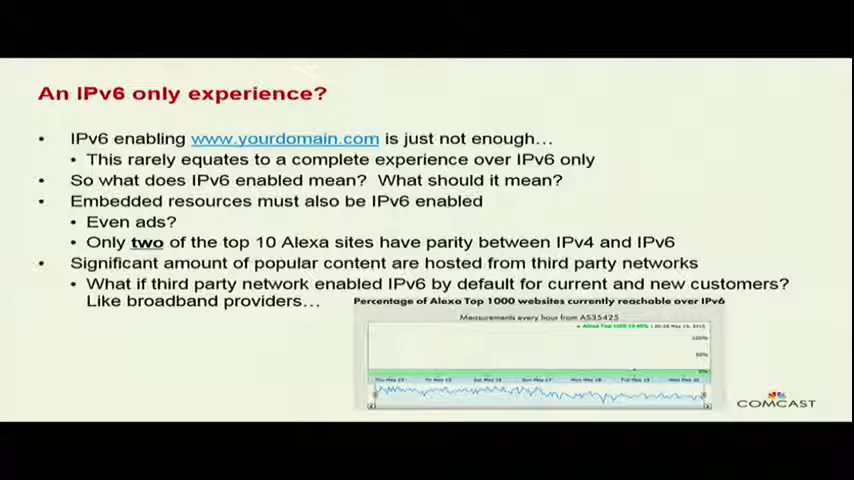 An IPv6 only experience?
• IPv6 enabling www.yourdomain.com is just not enough…
• This rarely equates to a complete experience over IPv6 only
• So what does IPv6 enabled mean? What should it mean?
• Embedded resources must also be IPv6 enabled
• Even ads?
• Only two of the top 10 Alexa sites have parity between IPv4 and IPv6
• Significant amount of popular content are hosted from third party networks
• What if third party network enabled IPv6 by default for current and new customers?
Like broadband providers…
Percentage of Alexa Top 1000 websites currently reachable over IPv6
Measurements every hour from AS35425
100%
50%
0%
COMCAST